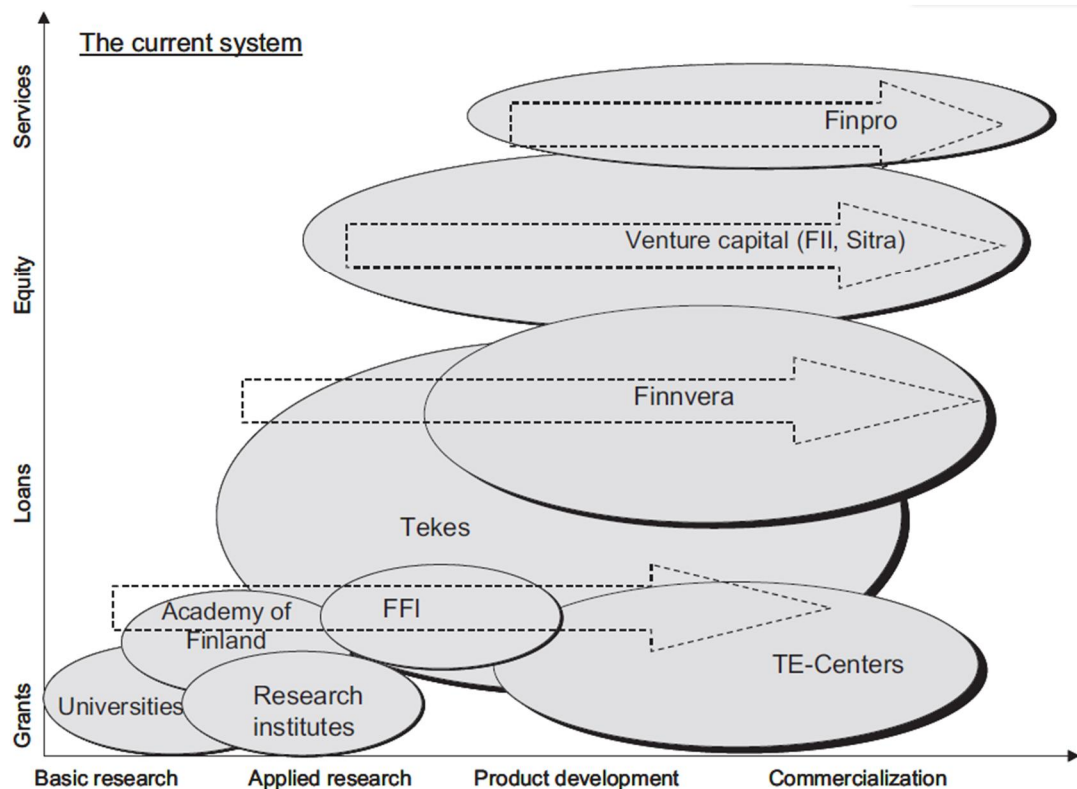 The current system
Services
Equity
Loans
Grants
Finpro
Venture capital (FII, Sitra)
Finnvera
Tekes
Academy of
Finland
FFI
TE-Centers
Universities
Research
institutes
Basic research
Applied research
Product development
Commercialization